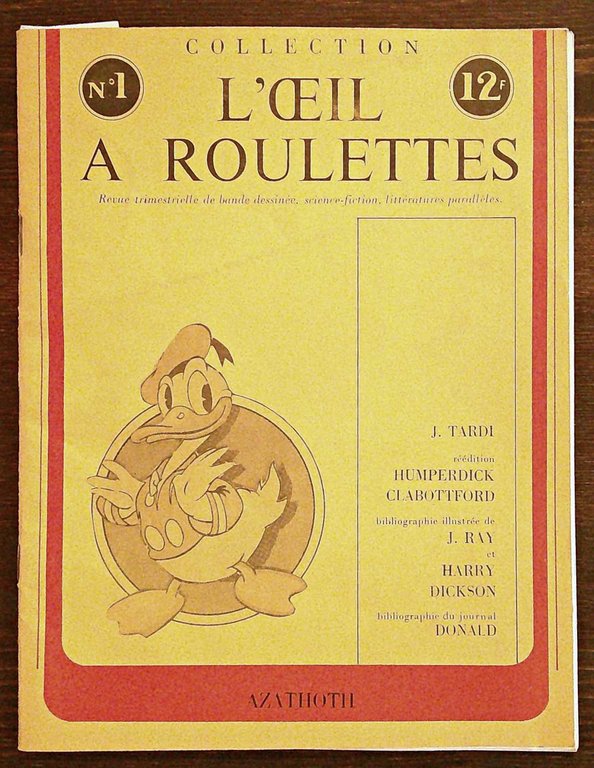 COLLECTION
N°1
12F
L'ŒIL
A ROULETTES
Revue trimestrielle de bande dessinée, science-fiction, littératures parallèles.
J. TARDI
réédition
HUMPERDICK
CLABOTTFORD
bibliographie illustrée de
J. RAY
et
HARRY
DICKSON
bibliographie du journal
DONALD
AZATHOTH